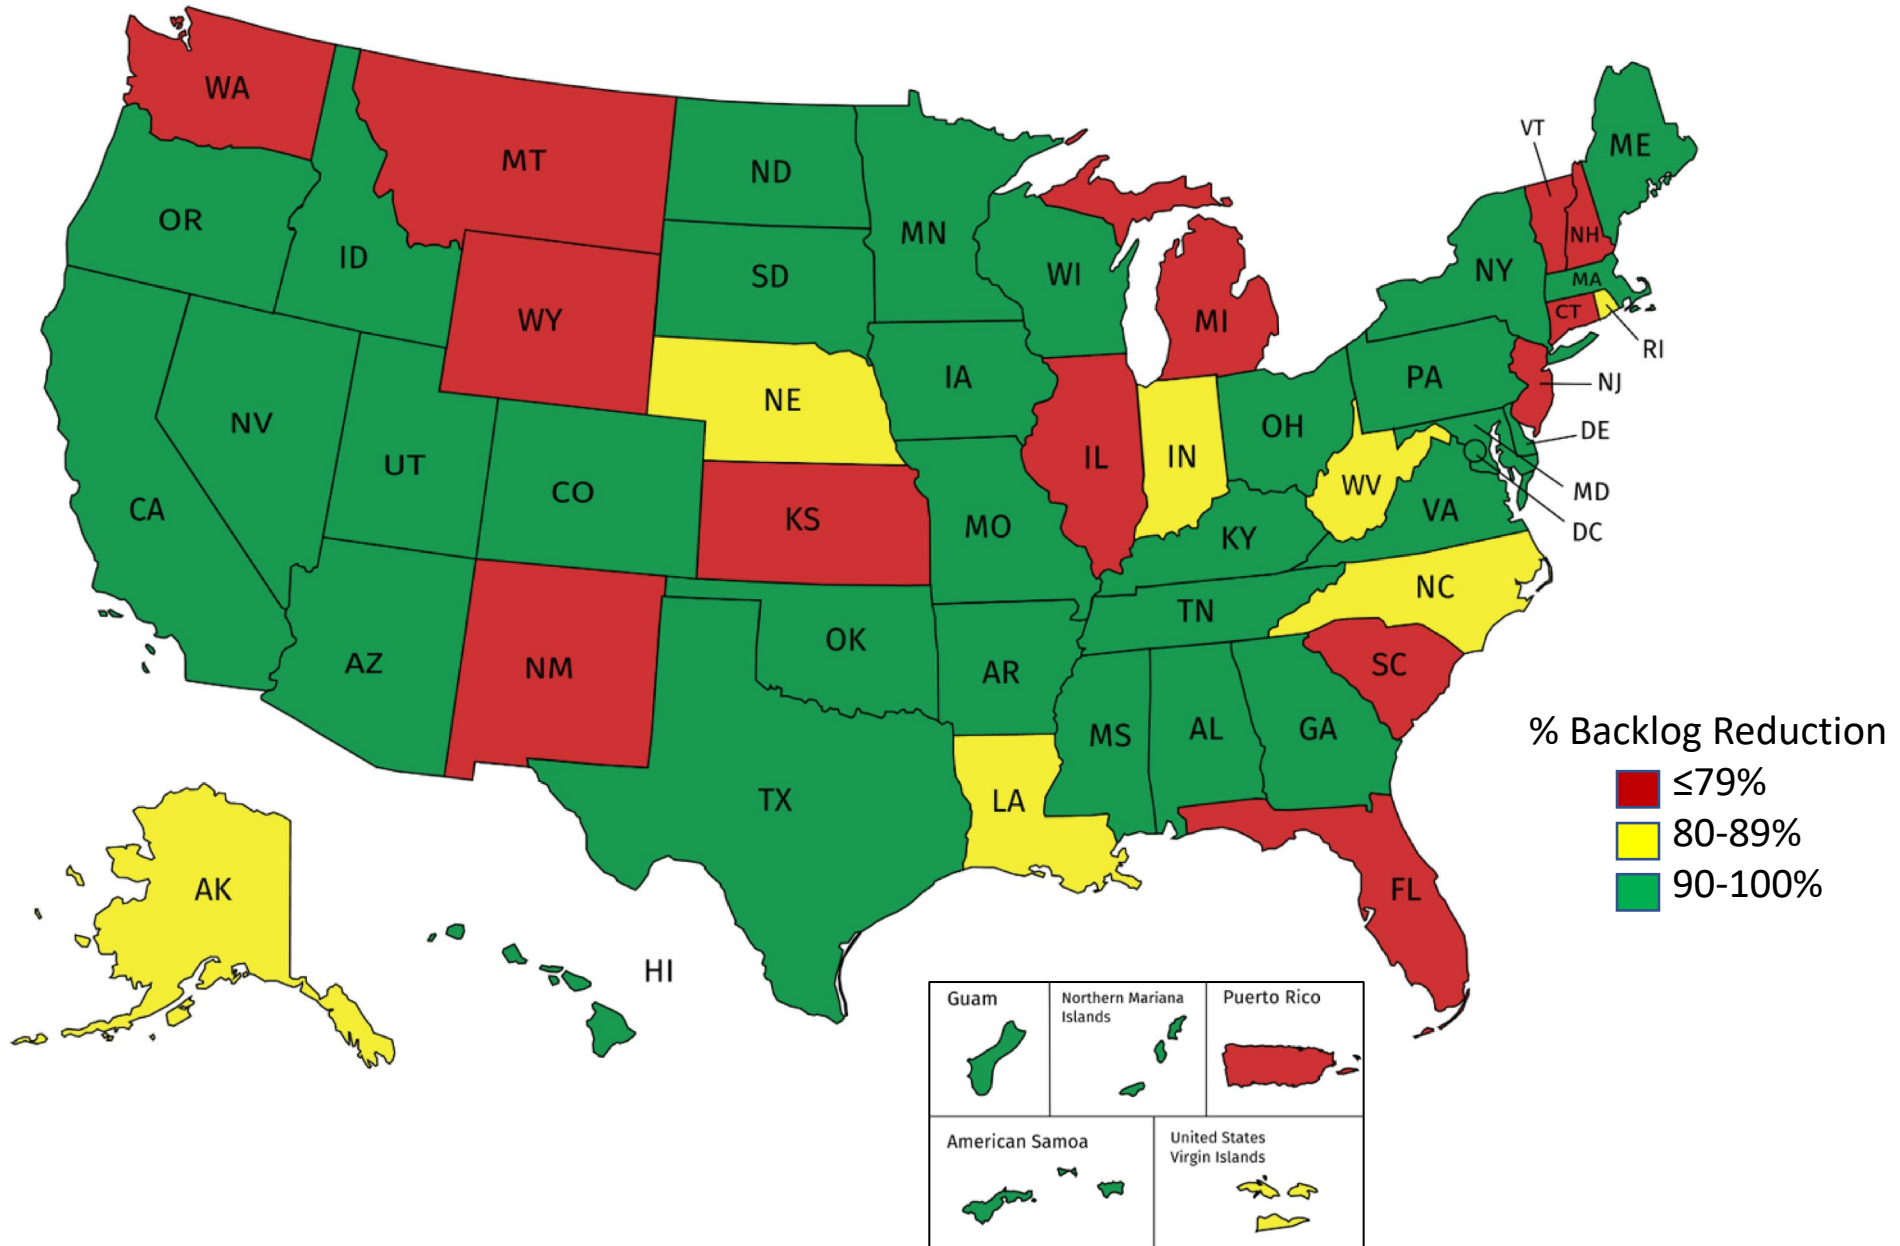 WA
MT
ND
MN
VT
ME
OR
ID
WY
SD
WI
MI
NY
NH
MA
CT
RI
NV
UT
CO
NE
IA
IL
IN
OH
PA
NJ
DE
MD
DC
CA
KS
MO
KY
WV
VA
AZ
NM
OK
AR
TN
NC
SC
TX
LA
MS
AL
GA
FL
AK
HI
% Backlog Reduction
≤79%
80-89%
90-100%
Guam
Northern Mariana
Islands
Puerto Rico
American Samoa
United States
Virgin Islands